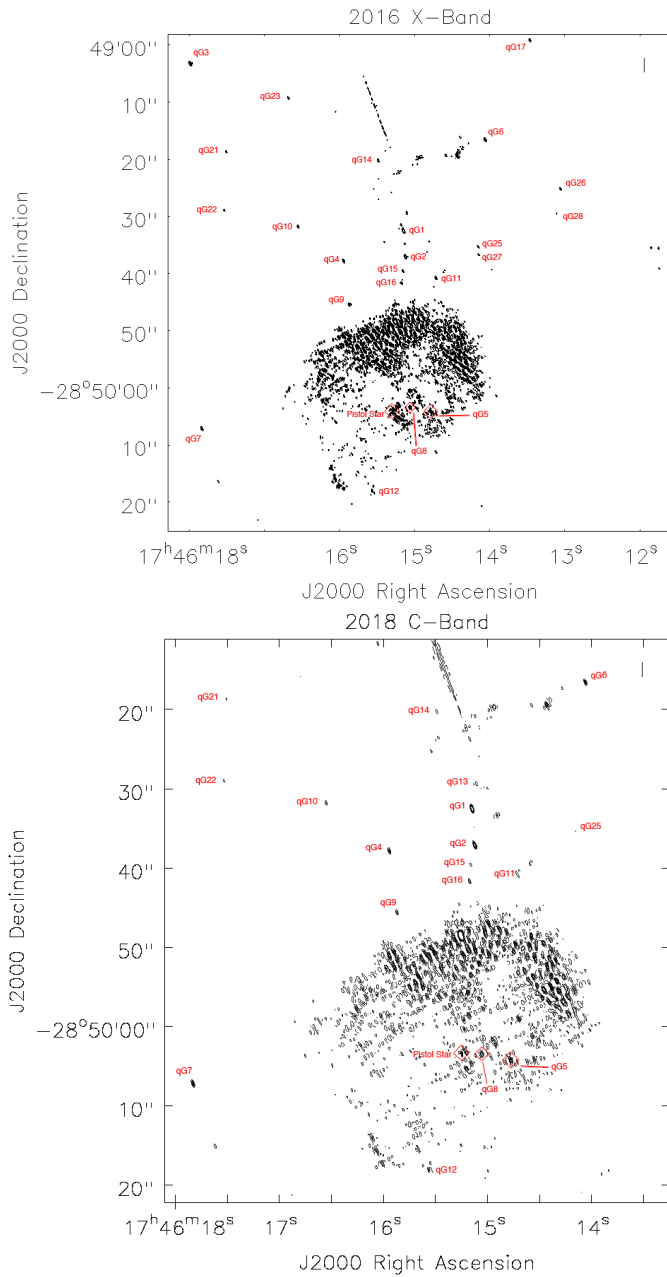 2016 X-Band
49'00"
qG3
qG17
qG23
10"
qG6
qG21
qG14
20"
qG26
qG22
qG28
30"
qG10
qG1
qG25
qG4
qG2
qG27
qG15
qG11
40"
qG16
qG9
50"
-28°50'00"
Pistol Star
qG5
qG7
10"
qG8
qG12
20"
17h46m18s
16s
15s
14s
13s
12s
J2000 Right Ascension
J2000 Declination
2018 C-Band
qG6
qG21
qG14
20"
qG22
qG13
30"
qG10
qG1
qG25
qG4
qG2
qG15
qG11
40"
qG16
qG9
50"
-28°50'00"
Pistol Star
qG7
qG5
qG8
10"
qG12
20"
17h46m18s
17s
16s
15s
14s
J2000 Right Ascension
J2000 Declination